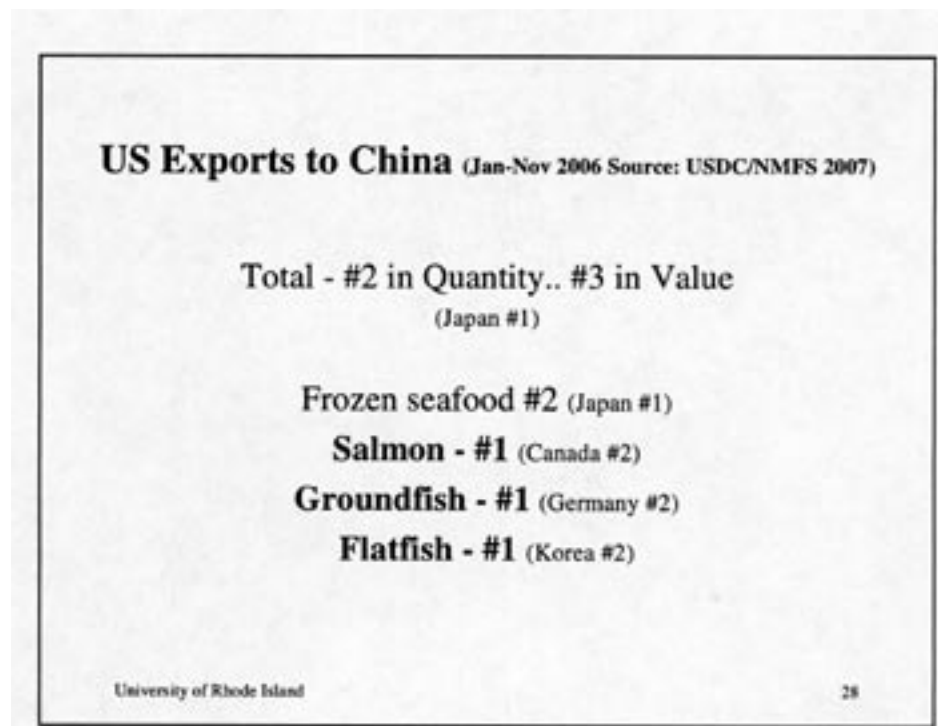 US Exports to China (Jan-Nov 2006 Source: USDC/NMFS 2007)
Total - #2 in Quantity.. #3 in Value
(Japan #1)
Frozen seafood #2 (Japan #1)
Salmon - #1 (Canada #2)
Groundfish - #1 (Germany #2)
Flatfish - #1 (Korea #2)
University of Rhode Island 28